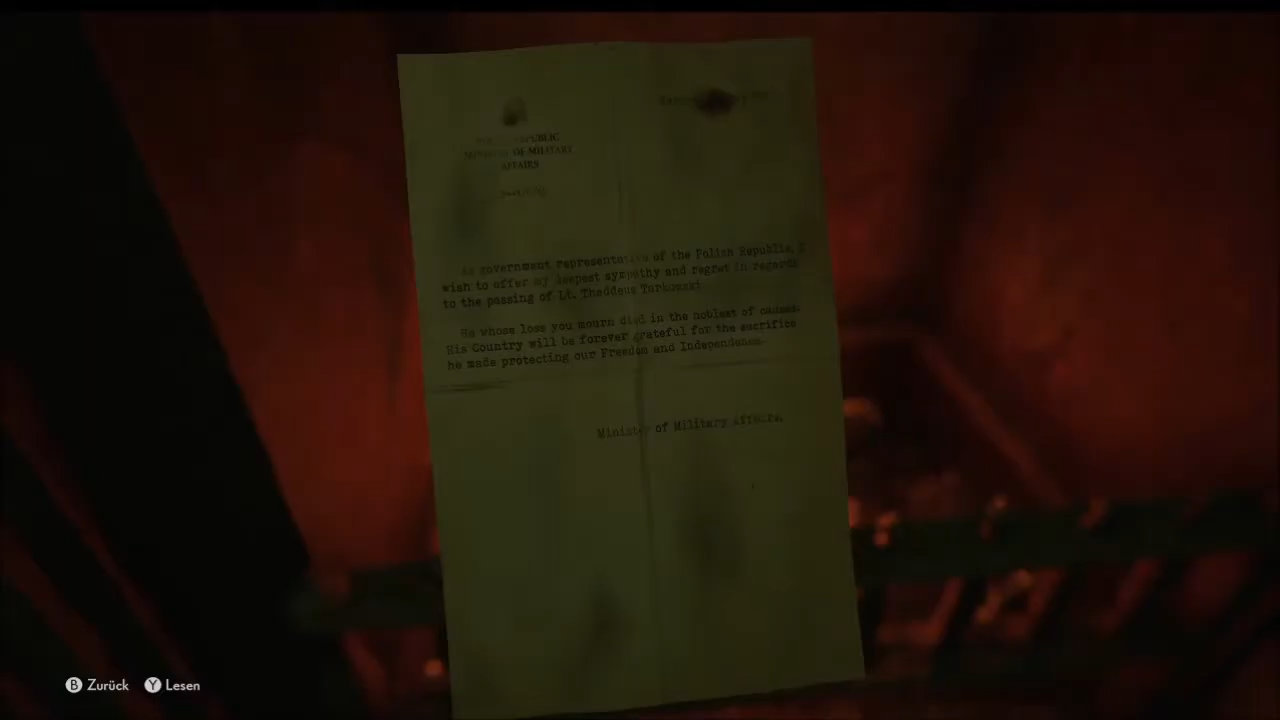 PUBLIC
OF MILITARY
AFFAIRS
As government representative of the Polish Republic, I
wish to offer my deepest sympathy and regret in regards
to the passing of Lt. Thaddeus Turkowski.
He whose loss you mourn died in the noblest of causes.
His Country will be forever grateful for the sacrifice
he made protecting our Freedom and Independence.
Minister of Military Affairs,
B Zurück Y Lesen